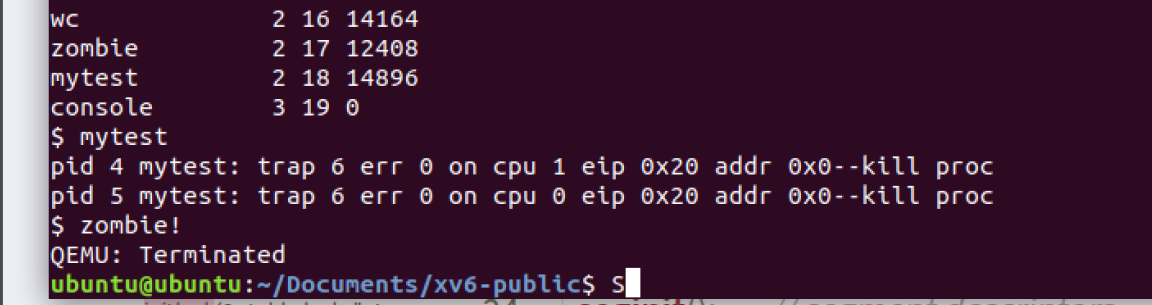 wc             2 16 14164
zombie         2 17 12408
mytest         2 18 14896
console        3 19 0
$ mytest
pid 4 mytest: trap 6 err 0 on cpu 1 eip 0x20 addr 0x0--kill proc
pid 5 mytest: trap 6 err 0 on cpu 0 eip 0x20 addr 0x0--kill proc
$ zombie!
QEMU: Terminated
ubuntu@ubuntu:~/Documents/xv6-public$ S